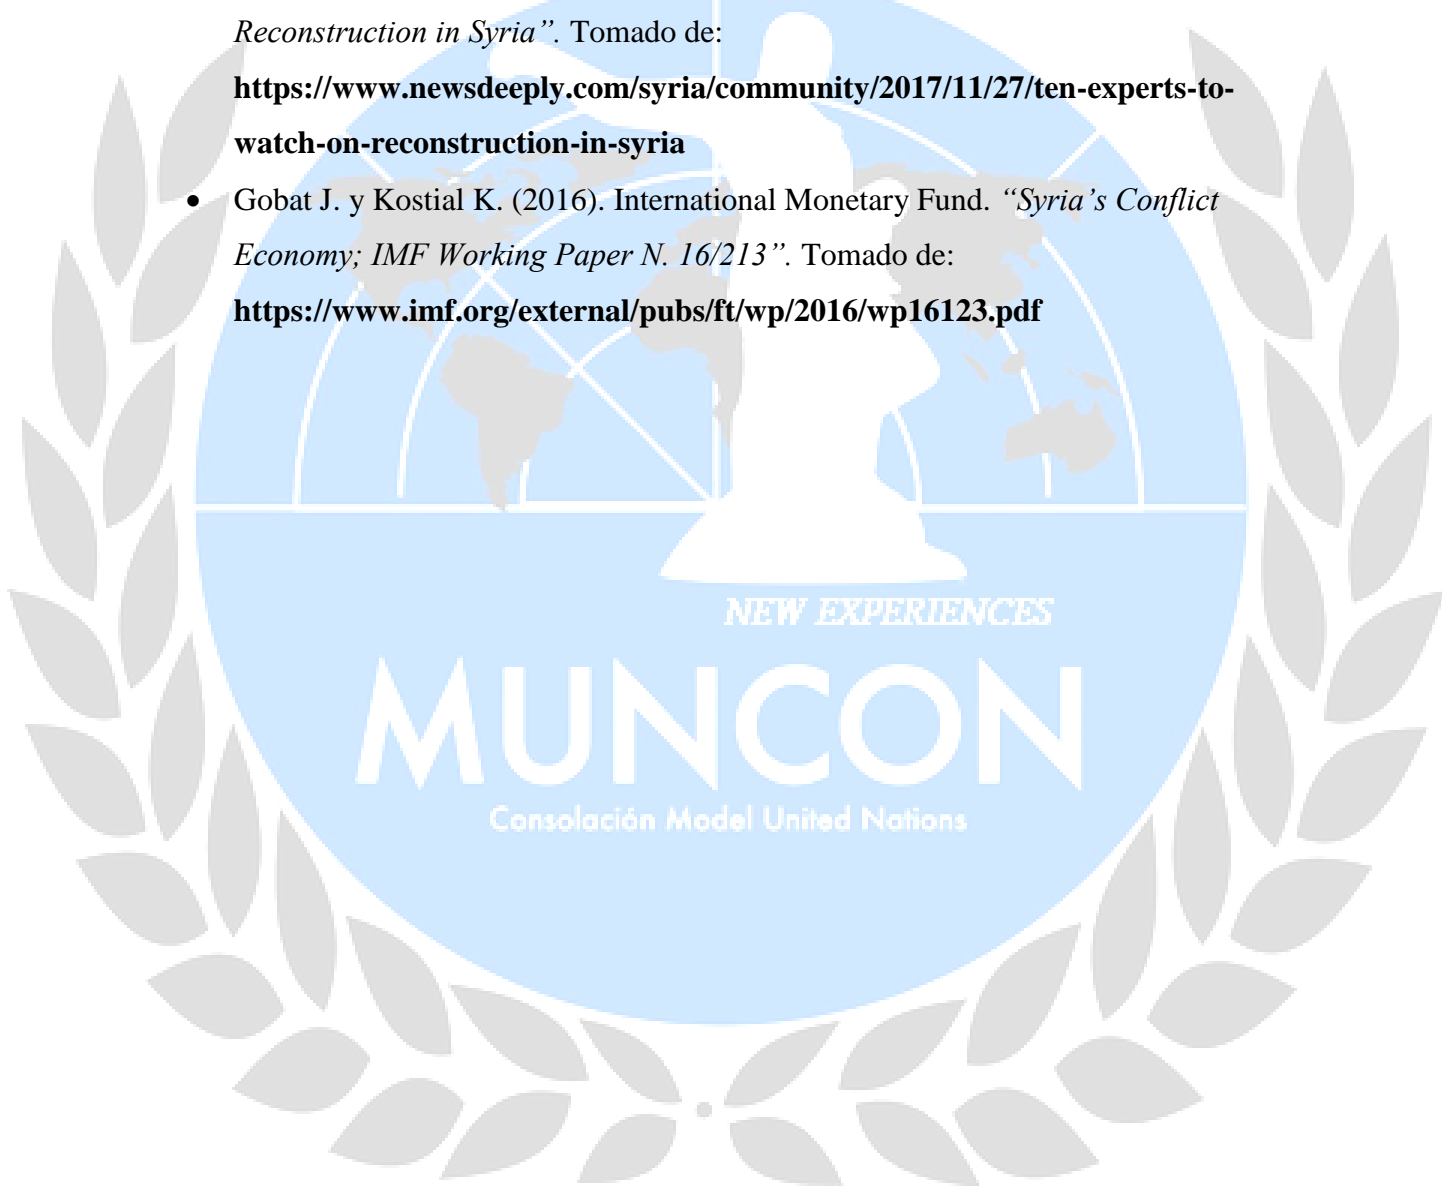 Reconstruction in Syria”. Tomado de:
https://www.newsdeeply.com/syria/community/2017/11/27/ten-experts-to-
watch-on-reconstruction-in-syria
• Gobat J. y Kostial K. (2016). International Monetary Fund. “Syria’s Conflict
Economy; IMF Working Paper N. 16/213”. Tomado de:
https://www.imf.org/external/pubs/ft/wp/2016/wp16123.pdf
NEW EXPERIENCES
MUNCON
Consolación Model United Nations